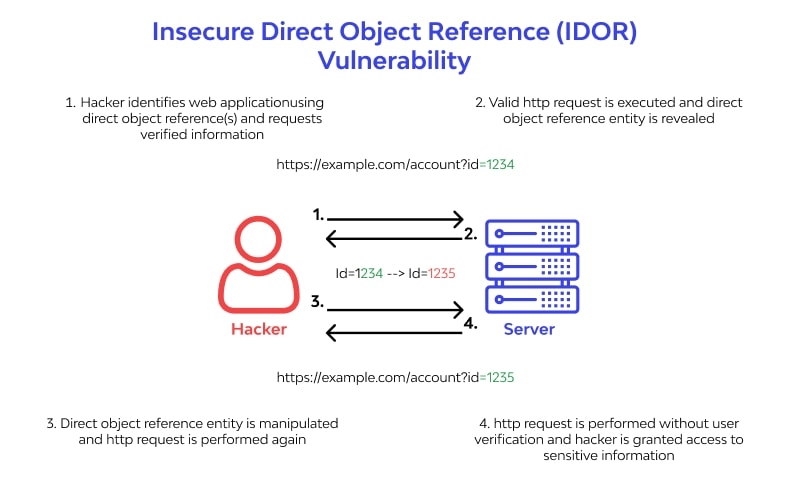 Insecure Direct Object Reference (IDOR)
Vulnerability
1. Hacker identifies web applicationusing
direct object reference(s) and requests
verified information
2. Valid http request is executed and direct
object reference entity is revealed
https://example.com/account?id=1234
1.
2.
Id=1234 --> Id=1235
3.
4.
Hacker
Server
https://example.com/account?id=1235
3. Direct object reference entity is manipulated
and http request is performed again
4. http request is performed without user
verification and hacker is granted access to
sensitive information